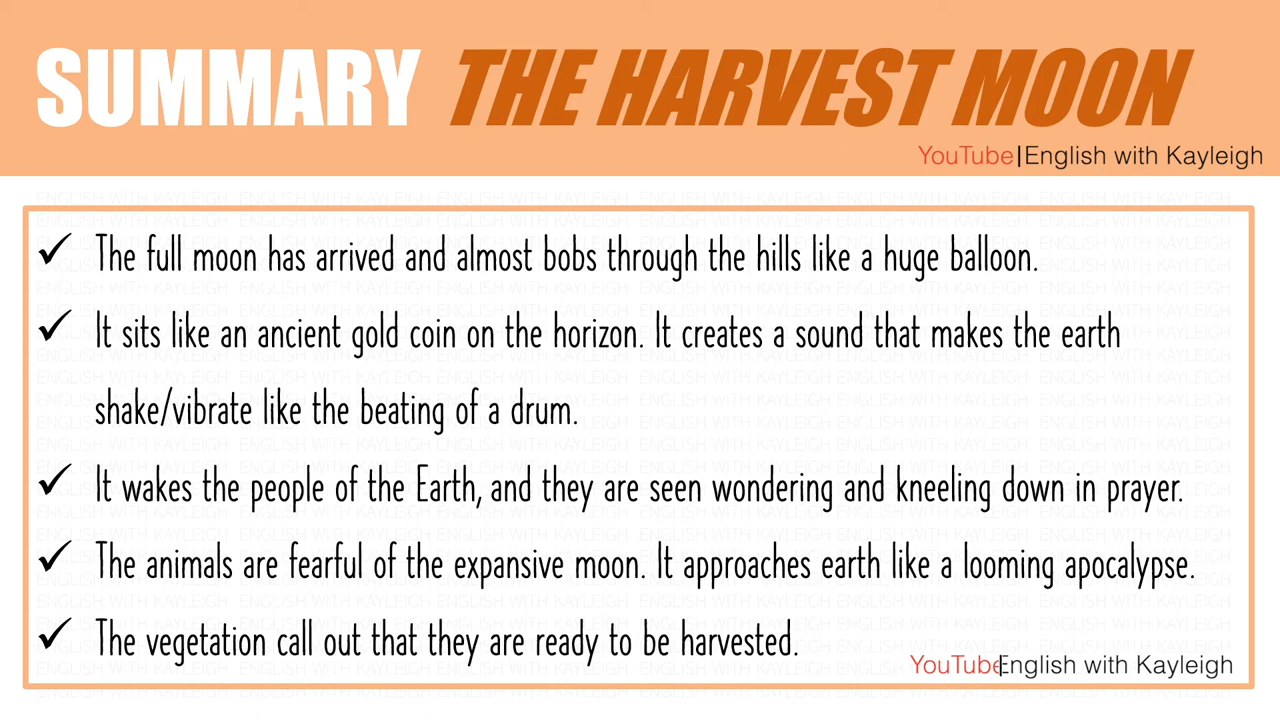 SUMMARY THE HARVEST MOON
YouTube|English with Kayleigh
✓ The full moon has arrived and almost bobs through the hills like a huge balloon.
✓ It sits like an ancient gold coin on the horizon. It creates a sound that makes the earth
shake/vibrate like the beating of a drum.
✓ It wakes the people of the Earth, and they are seen wondering and kneeling down in prayer.
✓ The animals are fearful of the expansive moon. It approaches earth like a looming apocalypse.
✓ The vegetation call out that they are ready to be harvested.
YouTube|English with Kayleigh